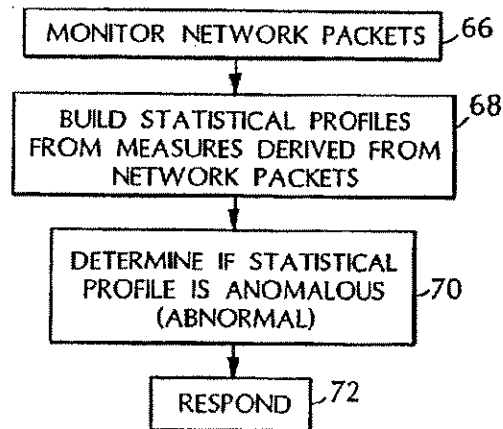 MONITOR NETWORK PACKETS
66
BUILD STATISTICAL PROFILES
FROM MEASURES DERIVED FROM
NETWORK PACKETS
68
DETERMINE IF STATISTICAL
PROFILE IS ANOMALOUS
(ABNORMAL)
70
RESPOND
72